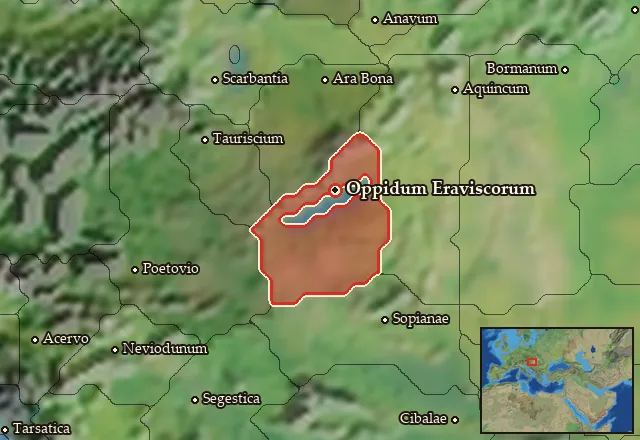 Anavum
Scarbantia
Ara Bona
Bormanum
Aquincum
Tauriscium
Oppidum Eraviscorum
Poetovio
Sopianae
Acervo
Neviodunum
Segestica
Cibalae
Tarsatica